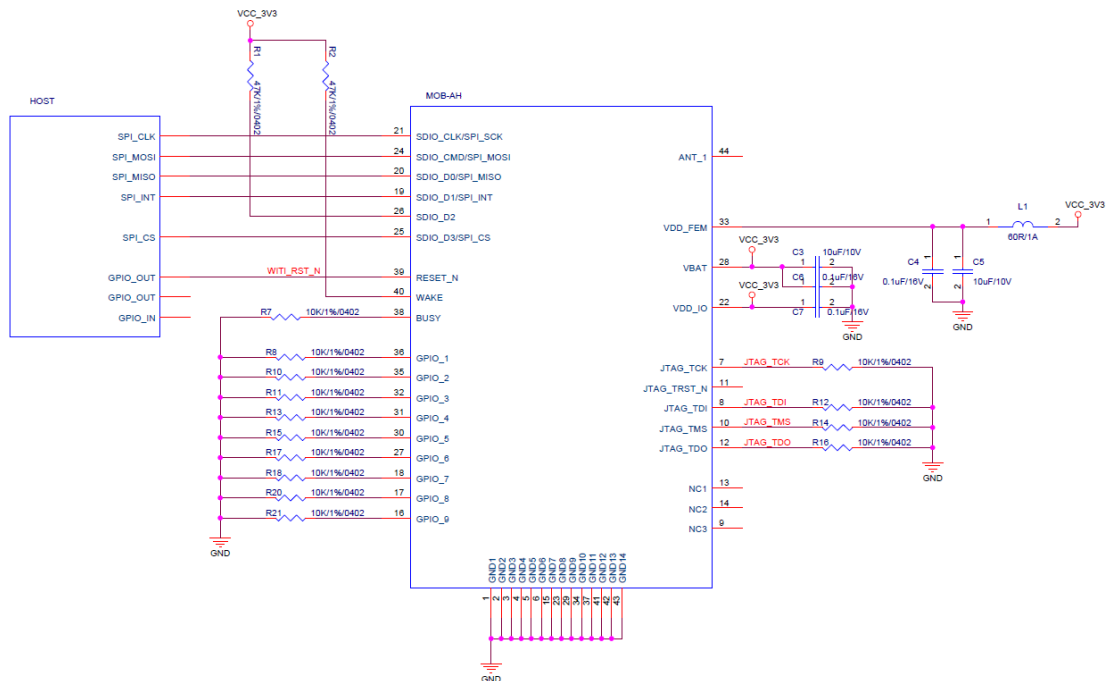 VCC_3V3
R1
47K/1%/0402
R2
47K/1%/0402
HOST
SPI_CLK
SPI_MOSI
SPI_MISO
SPI_INT
SPI_CS
GPIO_OUT
GPIO_OUT
GPIO_IN
WITI_RST_N
MOB-AH
21 SDIO_CLK/SPI_SCK
24 SDIO_CMD/SPI_MOSI
20 SDIO_D0/SPI_MISO
19 SDIO_D1/SPI_INT
26 SDIO_D2
25 SDIO_D3/SPI_CS
39 RESET_N
40 WAKE
R7 10K/1%/0402 38 BUSY
R8 10K/1%/0402 36 GPIO_1
R10 10K/1%/0402 35 GPIO_2
R11 10K/1%/0402 32 GPIO_3
R13 10K/1%/0402 31 GPIO_4
R15 10K/1%/0402 30 GPIO_5
R17 10K/1%/0402 27 GPIO_6
R18 10K/1%/0402 18 GPIO_7
R20 10K/1%/0402 17 GPIO_8
R21 10K/1%/0402 16 GPIO_9
GND
ANT_1 44
VDD_FEM 33
L1
1 2
60R/1A
VCC_3V3
C4
1
2
0.1uF/16V
C5
1
2
10uF/10V
GND
VCC_3V3
VBAT 28
C3 10uF/10V
1 2
C6 0.1uF/16V
1 2
VCC_3V3
VDD_IO 22
C7 0.1uF/16V
1 2
GND
JTAG_TCK 7 JTAG_TCK R9 10K/1%/0402
JTAG_TRST_N 11
JTAG_TDI 8 JTAG_TDI R12 10K/1%/0402
JTAG_TMS 10 JTAG_TMS R14 10K/1%/0402
JTAG_TDO 12 JTAG_TDO R16 10K/1%/0402
GND
NC1 13
NC2 14
NC3 9
GND1
GND2
GND3
GND4
GND5
GND6
GND7
GND8
GND9
GND10
GND11
GND12
GND13
GND14
1
2
3
4
5
6
15
23
29
34
37
41
42
43
GND